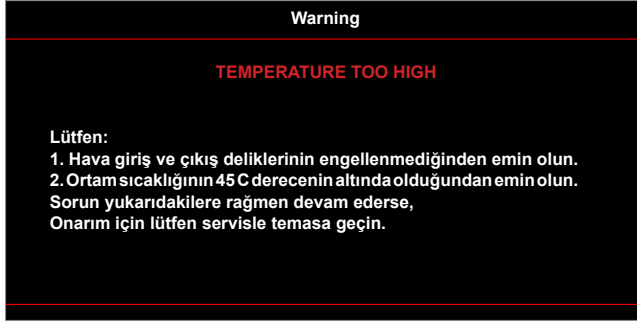 Warning
TEMPERATURE TOO HIGH
Lütfen:
1. Hava giriş ve çıkış deliklerinin engellenmediğinden emin olun.
2. Ortam sıcaklığının 45 C derecenin altında olduğundan emin olun.
Sorun yukarıdakilere rağmen devam ederse,
Onarım için lütfen servisle temasa geçin.